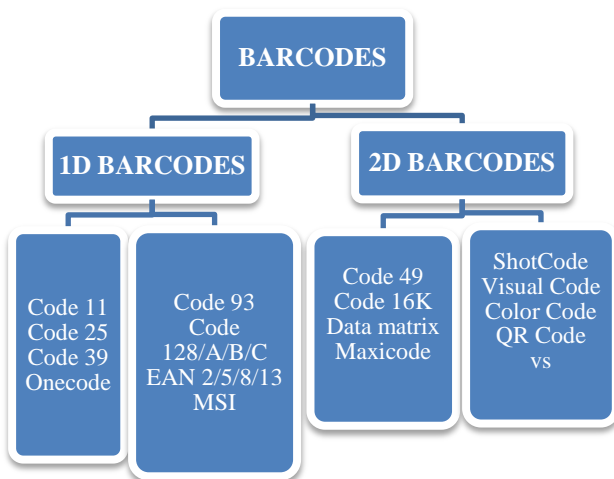 BARCODES
1D BARCODES
2D BARCODES
Code 11
Code 25
Code 39
Onecode
Code 93
Code
128/A/B/C
EAN 2/5/8/13
MSI
Code 49
Code 16K
Data matrix
Maxicode
ShotCode
Visual Code
Color Code
QR Code
vs